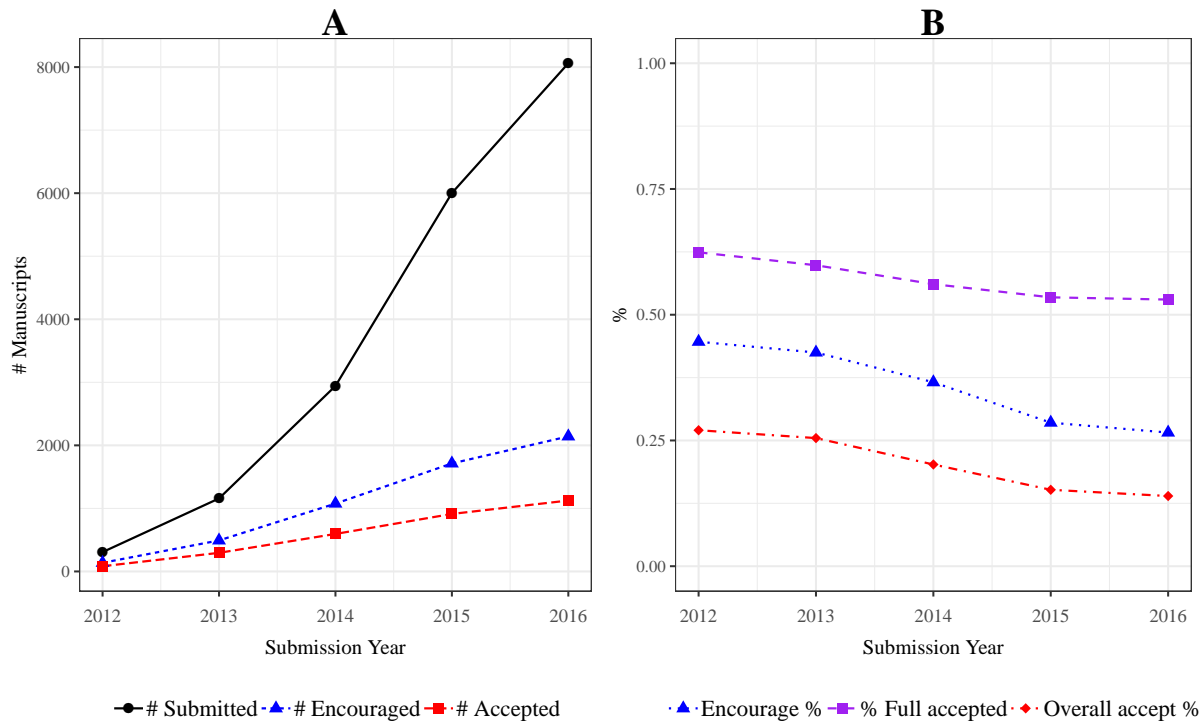 A
8000
6000
4000
2000
0
# Manuscripts
2012 2013 2014 2015 2016
Submission Year
# Submitted # Encouraged # Accepted
B
1.00
0.75
0.50
0.25
0.00
%
2012 2013 2014 2015 2016
Submission Year
Encourage % % Full accepted Overall accept %